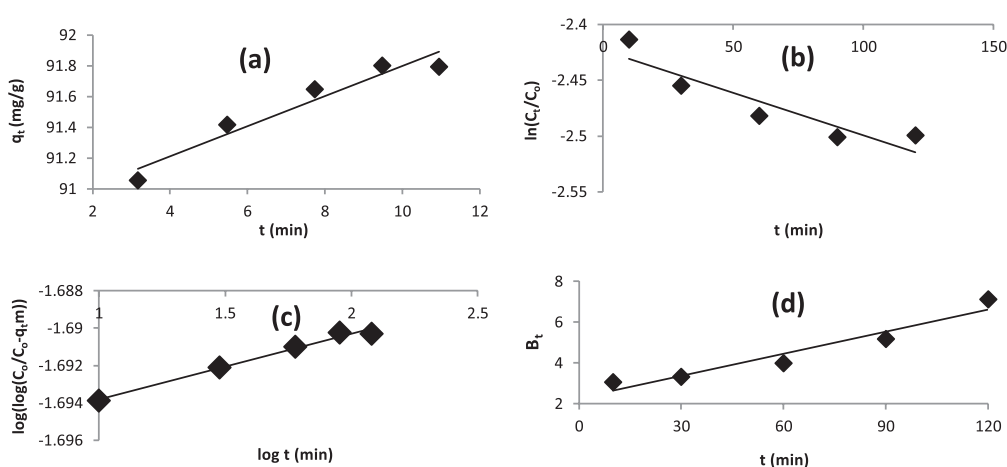 92
91.8
91.6
91.4
91.2
91
2 4 6 8 10 12
qₜ (mg/g)
t (min)
(a)
-2.4
-2.45
-2.5
-2.55
0 50 100 150
ln(Cₜ/Cₒ)
t (min)
(b)
-1.688
-1.69
-1.692
-1.694
-1.696
1 1.5 2 2.5
log(log(Cₒ/Cₒ-qₜm))
log t (min)
(c)
8
6
4
2
0 30 60 90 120
Bₜ
t (min)
(d)